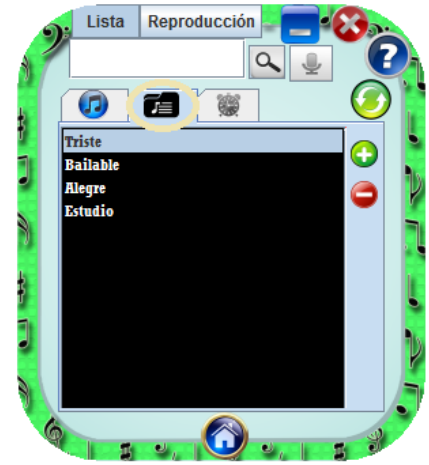 Lista Reproducción
Triste
Bailable
Alegre
Estudio